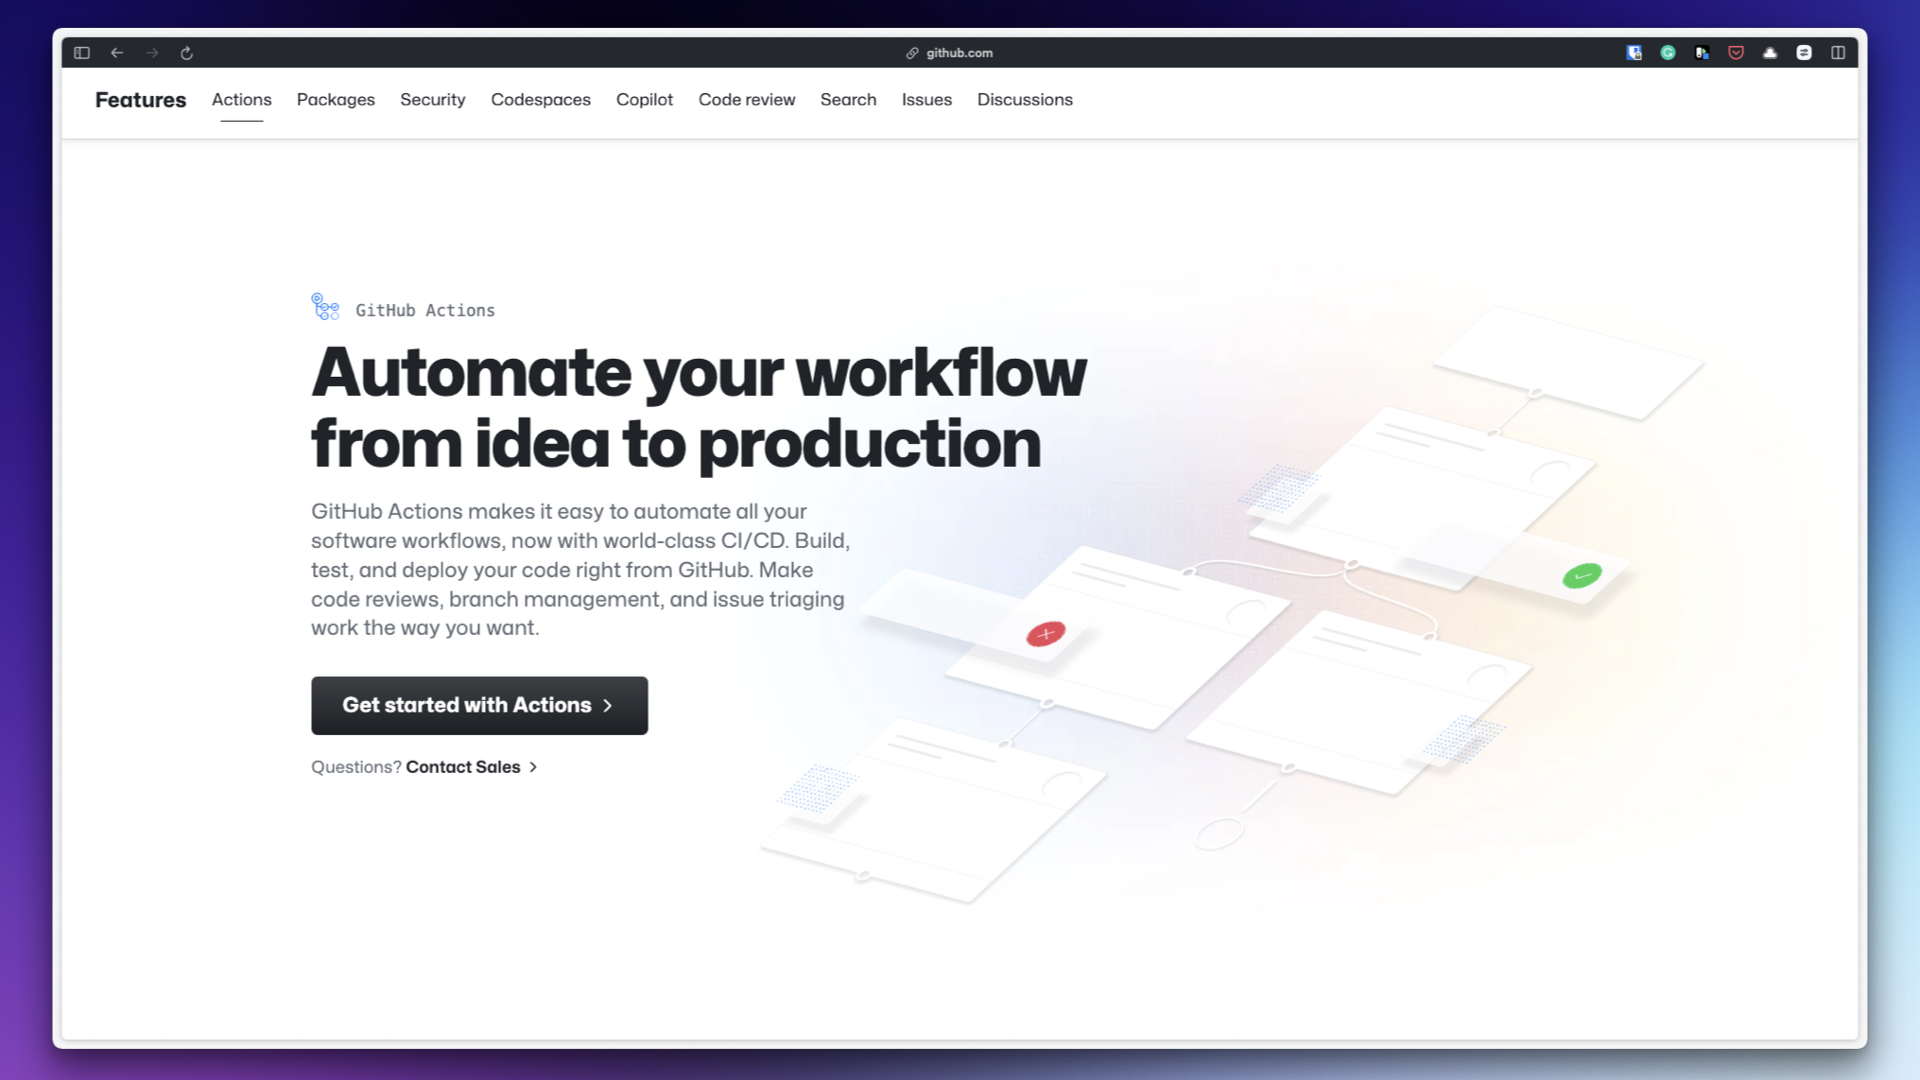 github.com
Features Actions Packages Security Codespaces Copilot Code review Search Issues Discussions
GitHub Actions
Automate your workflow
from idea to production
GitHub Actions makes it easy to automate all your
software workflows, now with world-class CI/CD. Build,
test, and deploy your code right from GitHub. Make
code reviews, branch management, and issue triaging
work the way you want.
Get started with Actions
Questions? Contact Sales